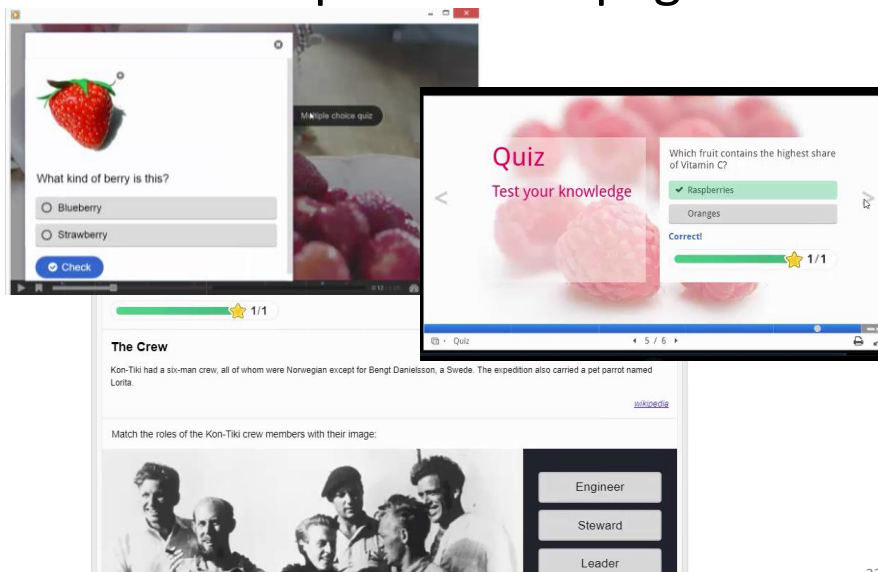 Multiple choice quiz
What kind of berry is this?
Blueberry
Strawberry
Check
0:12
Quiz
Test your knowledge
Which fruit contains the highest share
of Vitamin C?
Raspberries
Oranges
Correct!
1/1
Quiz
5 / 6
1/1
The Crew
Kon-Tiki had a six-man crew, all of whom were Norwegian except for Bengt Danielsson, a Swede. The expedition also carried a pet parrot named
Lorita.
wikipedia
Match the roles of the Kon-Tiki crew members with their image:
Engineer
Steward
Leader